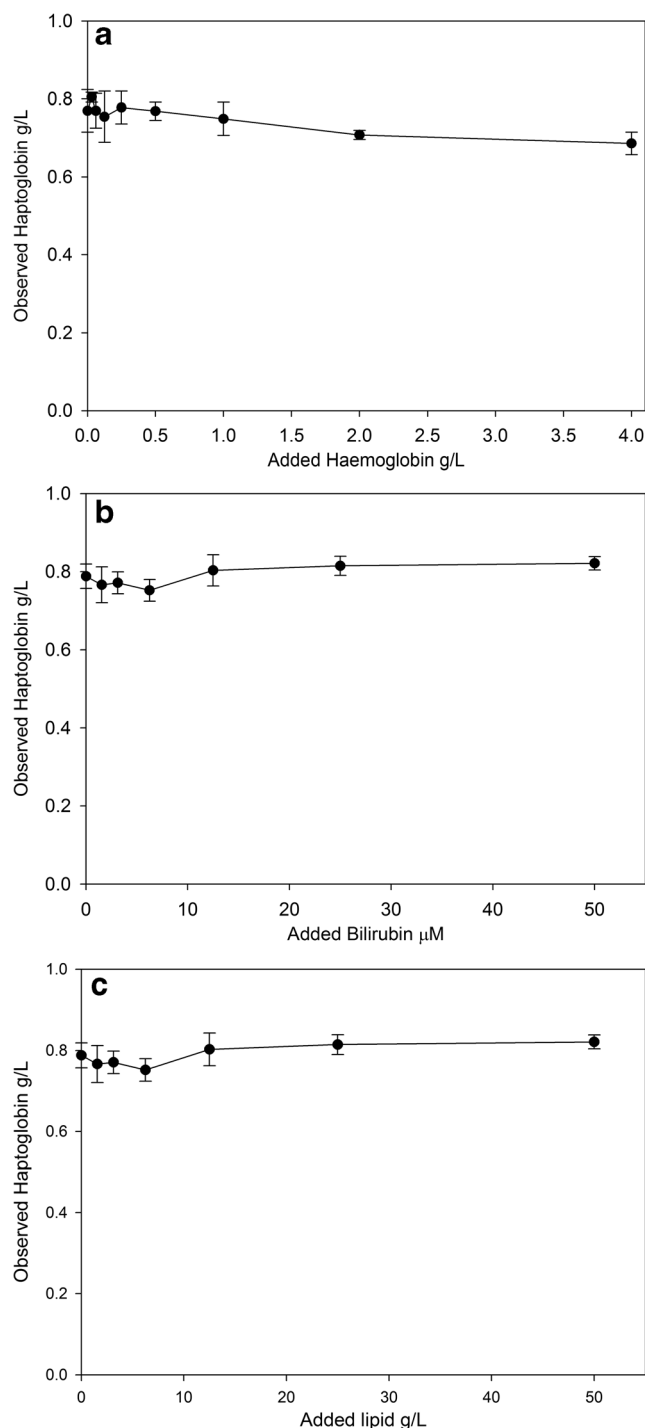 a
1.0
0.8
0.6
0.4
0.2
0.0
Observed Haptoglobin g/L
0.0 0.5 1.0 1.5 2.0 2.5 3.0 3.5 4.0
Added Haemoglobin g/L
b
1.0
0.8
0.6
0.4
0.2
0.0
Observed Haptoglobin g/L
0 10 20 30 40 50
Added Bilirubin μM
c
1.0
0.8
0.6
0.4
0.2
0.0
Observed Haptoglobin g/L
0 10 20 30 40 50
Added lipid g/L